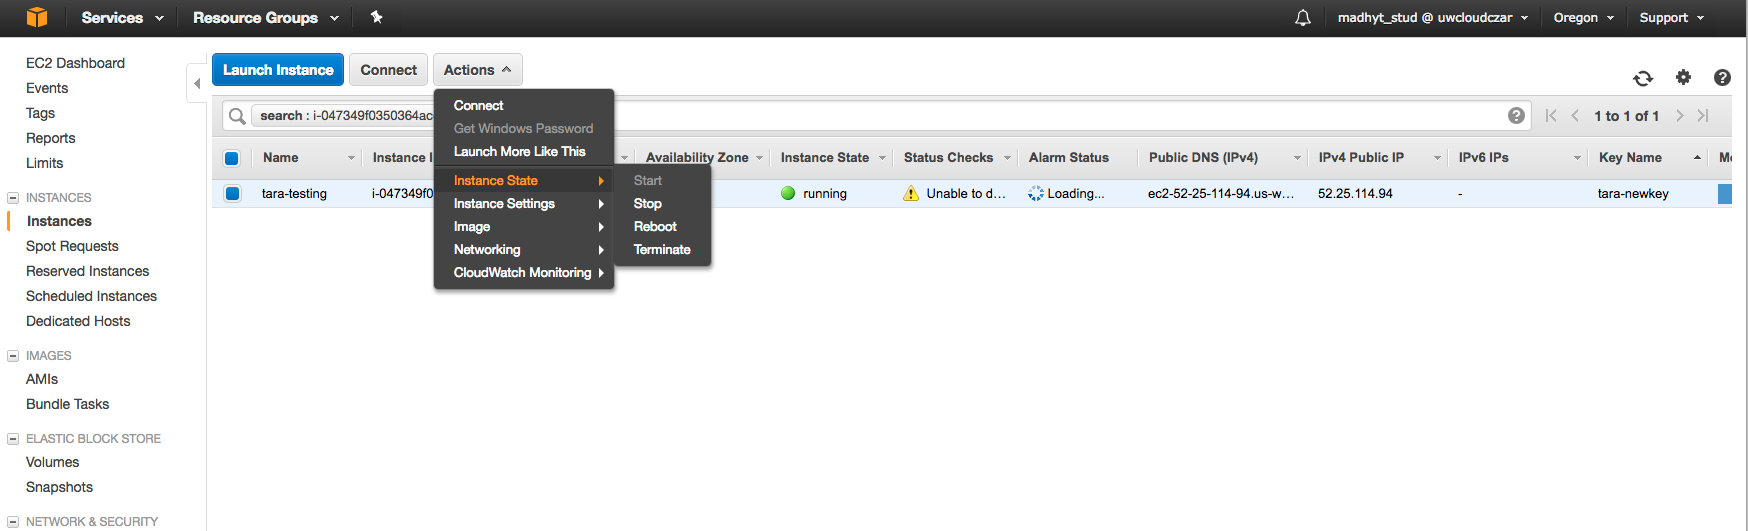 Services
Resource Groups
madhyt_stud @ uwcloudczar
Oregon
Support
EC2 Dashboard
Events
Tags
Reports
Limits
INSTANCES
Instances
Spot Requests
Reserved Instances
Scheduled Instances
Dedicated Hosts
IMAGES
AMIs
Bundle Tasks
ELASTIC BLOCK STORE
Volumes
Snapshots
NETWORK & SECURITY
Launch Instance
Connect
Actions
search : i-047349f0350364ac
1 to 1 of 1
Connect
Get Windows Password
Launch More Like This
Instance State
Instance Settings
Image
Networking
CloudWatch Monitoring
Start
Stop
Reboot
Terminate
Name
Instance I
Availability Zone
Instance State
Status Checks
Alarm Status
Public DNS (IPv4)
IPv4 Public IP
IPv6 IPs
Key Name
tara-testing
i-047349f0
running
Unable to d...
Loading...
ec2-52-25-114-94.us-w...
52.25.114.94
-
tara-newkey